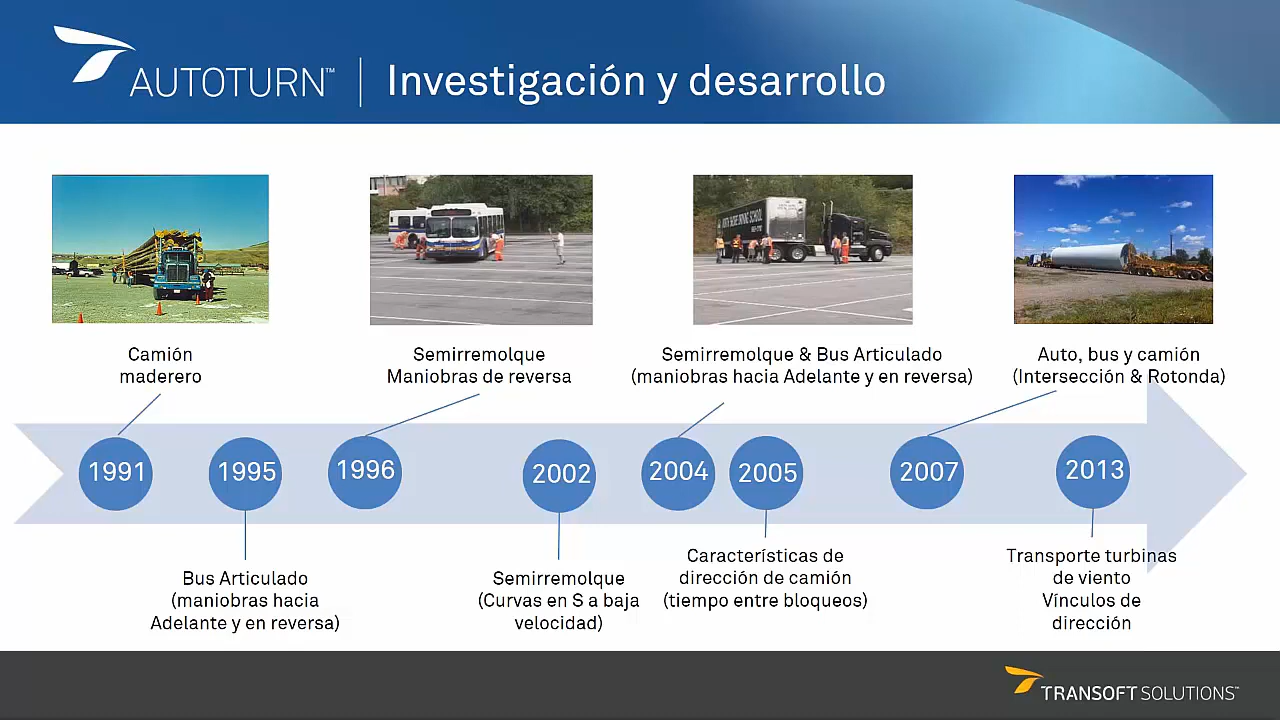 AUTOTURN™
Investigación y desarrollo
Camión
maderero
Semirremolque
Maniobras de reversa
Semirremolque & Bus Articulado
(maniobras hacia Adelante y en reversa)
Auto, bus y camión
(Intersección & Rotonda)
1991
1995
1996
2002
2004
2005
2007
2013
Bus Articulado
(maniobras hacia
Adelante y en reversa)
Semirremolque
(Curvas en S a baja
velocidad)
Características de
dirección de camión
(tiempo entre bloqueos)
Transporte turbinas
de viento
Vínculos de
dirección
TRANSOFT SOLUTIONS™